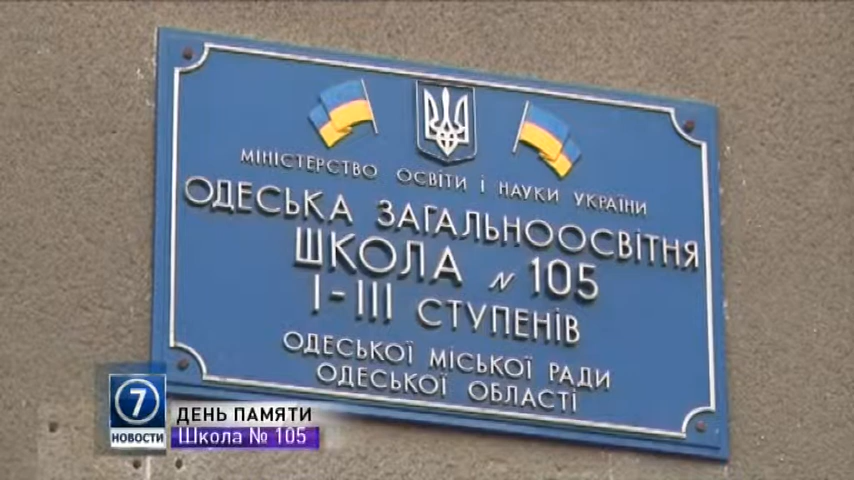 МІНІСТЕРСТВО ОСВІТИ І НАУКИ УКРАЇНИ
ОДЕСЬКА ЗАГАЛЬНООСВІТНЯ
ШКОЛА N 105
І-ІІІ СТУПЕНІВ
ОДЕСЬКОЇ МІСЬКОЇ РАДИ
ОДЕСЬКОЇ ОБЛАСТІ
7
НОВОСТИ
ДЕНЬ ПАМЯТИ
Школа № 105